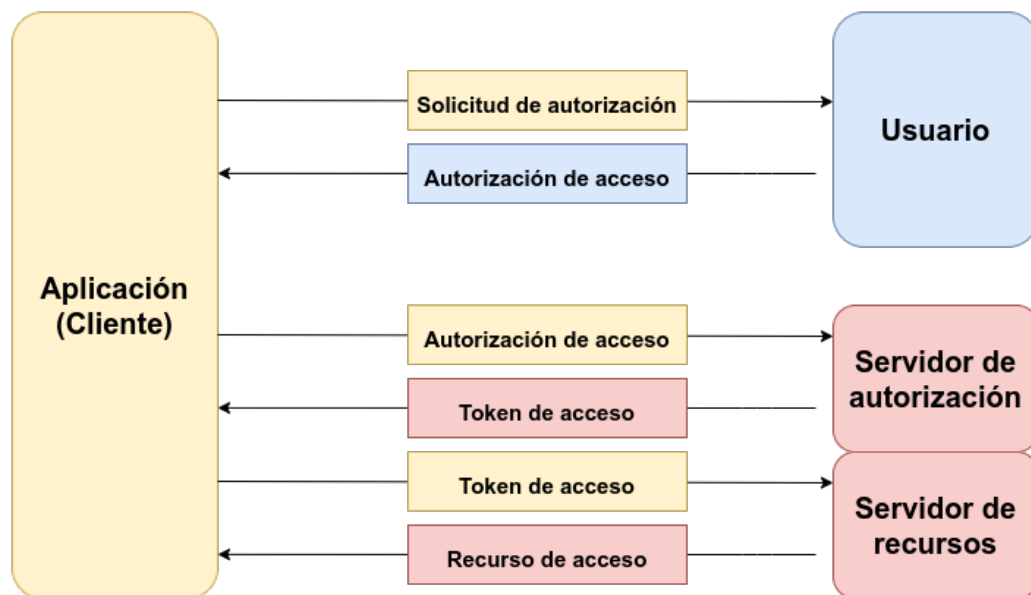 Solicitud de autorización
Usuario
Autorización de acceso
Aplicación
(Cliente)
Autorización de acceso
Servidor de
autorización
Token de acceso
Token de acceso
Servidor de
recursos
Recurso de acceso